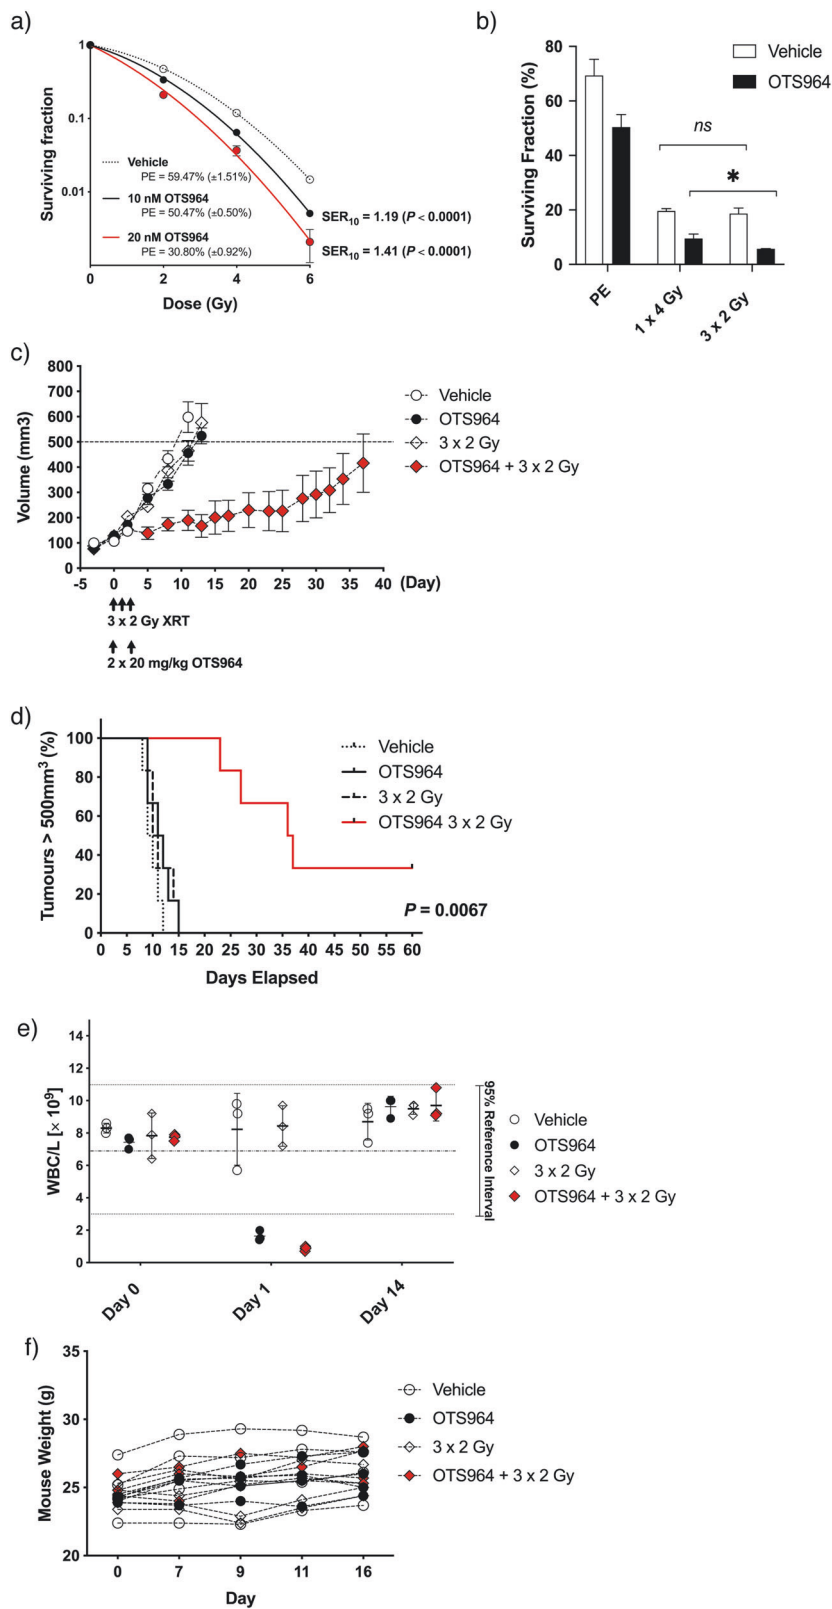 a)
Surviving fraction
1
0.1
0.01
Vehicle
PE = 59.47% (±1.51%)
10 nM OTS964
PE = 50.47% (±0.50%)
20 nM OTS964
PE = 30.80% (±0.92%)
SER10 = 1.19 (P < 0.0001)
SER10 = 1.41 (P < 0.0001)
0 2 4 6
Dose (Gy)
b)
Surviving Fraction (%)
80
60
40
20
0
Vehicle
OTS964
ns
*
PE
1 x 4 Gy
3 x 2 Gy
c)
Volume (mm3)
800
700
600
500
400
300
200
100
0
-5 0 5 10 15 20 25 30 35 40 (Day)
3 x 2 Gy XRT
2 x 20 mg/kg OTS964
Vehicle
OTS964
3 x 2 Gy
OTS964 + 3 x 2 Gy
d)
Tumours > 500mm³ (%)
100
80
60
40
20
0
Vehicle
OTS964
3 x 2 Gy
OTS964 3 x 2 Gy
P = 0.0067
0 5 10 15 20 25 30 35 40 45 50 55 60
Days Elapsed
e)
WBC/L [× 10⁹]
14
12
10
8
6
4
2
0
Day 0
Day 1
Day 14
95% Reference Interval
Vehicle
OTS964
3 x 2 Gy
OTS964 + 3 x 2 Gy
f)
Mouse Weight (g)
35
30
25
20
0 7 9 11 16
Day
Vehicle
OTS964
3 x 2 Gy
OTS964 + 3 x 2 Gy